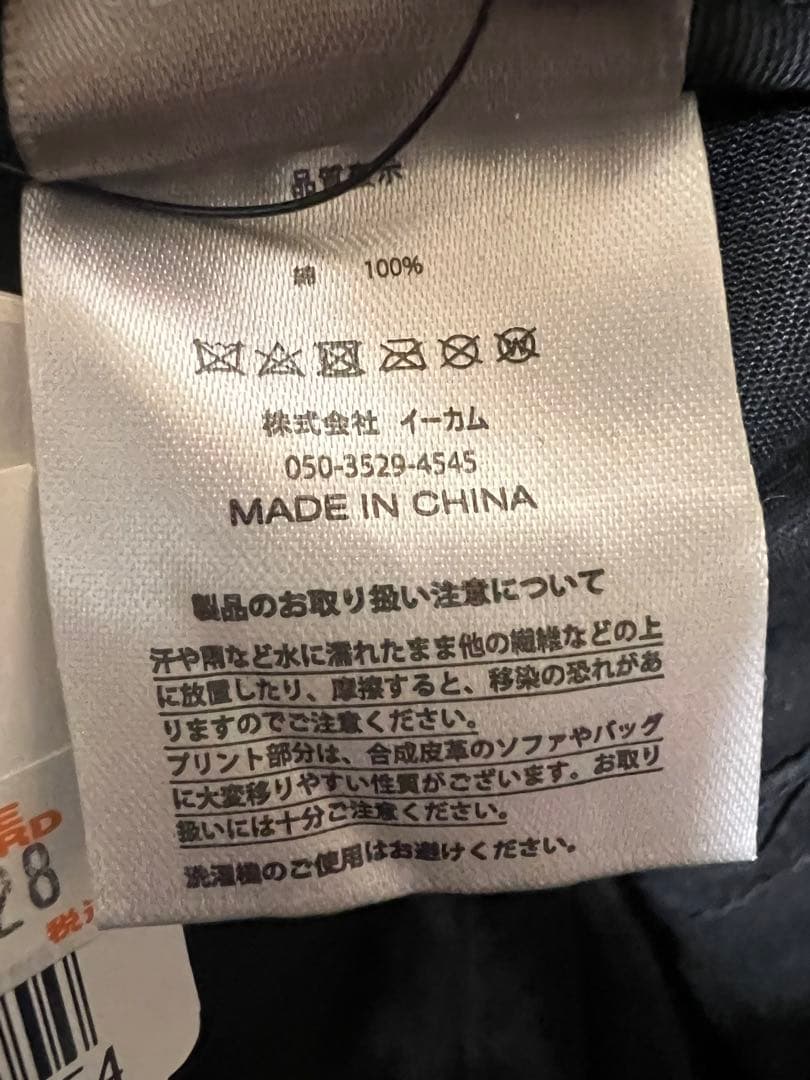 品質表示
綿 100%
W
株式会社 イーカム
050-3529-4545
MADE IN CHINA
製品のお取り扱い注意について
汗や雨など水に濡れたまま他の繊維などの上
に放置したり、摩擦すると、移染の恐れがあ
りますのでご注意ください。
プリント部分は、合成皮革のソファやバッグ
に大変移りやすい性質がございます。お取り
扱いには十分ご注意ください。
洗濯機のご使用はお避けください。
28
税